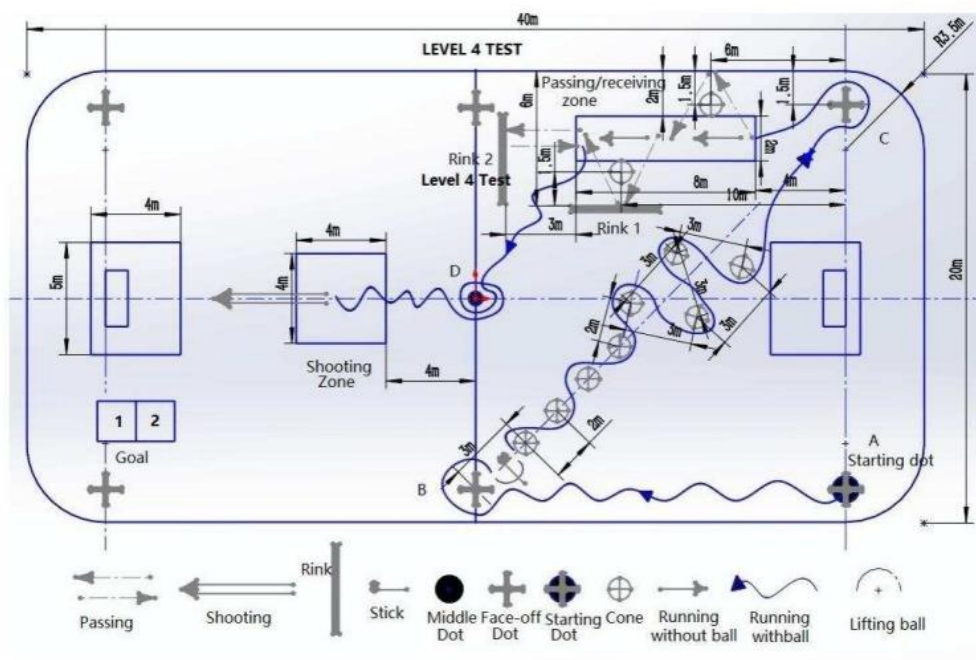 40m
LEVEL 4 TEST
6m
R3.5m
Passing/receiving
zone
6m
2m
1.5m
1.5m
Rink 2
1.5m
2m
C
Level 4 Test
8m
4m
10m
4m
3m
Rink 1
3m
4m
20m
5m
D
3m
3m
4m
2m
3m
3m
Shooting
Zone
4m
1 2
2m
Goal
3m
A
Starting dot
B
Rink
Passing
Shooting
Stick
Middle
Dot
Face-off
Dot
Starting
Dot
Cone
Running
without ball
Running
withball
Lifting ball